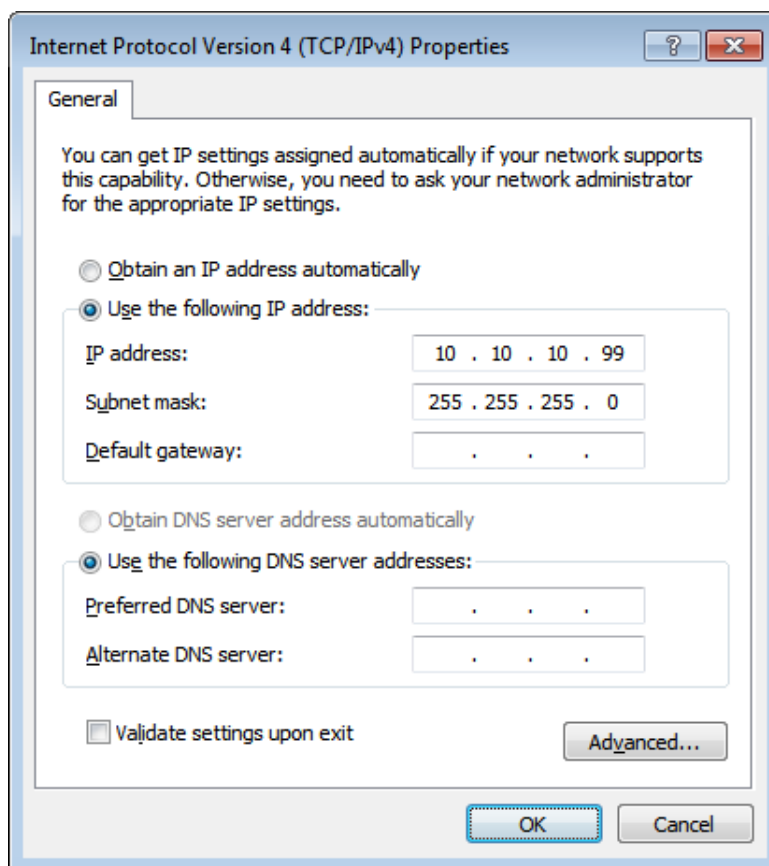 Internet Protocol Version 4 (TCP/IPv4) Properties
?
General
You can get IP settings assigned automatically if your network supports
this capability. Otherwise, you need to ask your network administrator
for the appropriate IP settings.
Obtain an IP address automatically
Use the following IP address:
IP address: 10 . 10 . 10 . 99
Subnet mask: 255 . 255 . 255 . 0
Default gateway: . . .
Obtain DNS server address automatically
Use the following DNS server addresses:
Preferred DNS server: . . .
Alternate DNS server: . . .
Validate settings upon exit
Advanced...
OK Cancel